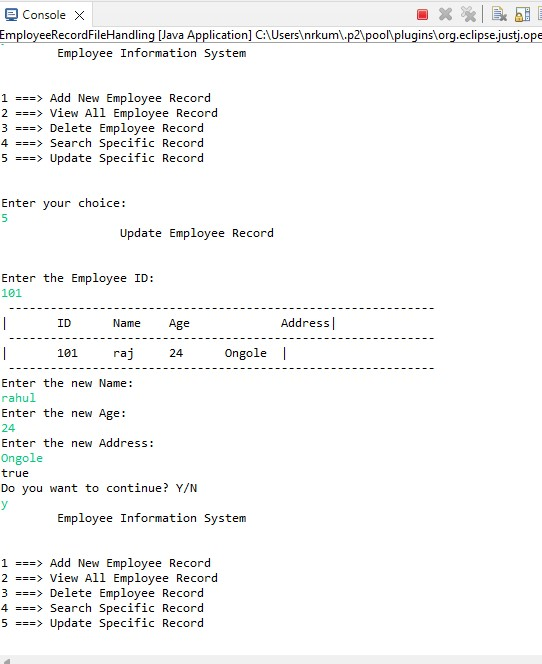 Console
EmployeeRecordFileHandling [Java Application] C:\Users\nrkum\.p2\pool\plugins\org.eclipse.justj.ope
Employee Information System
1 ===> Add New Employee Record
2 ===> View All Employee Record
3 ===> Delete Employee Record
4 ===> Search Specific Record
5 ===> Update Specific Record
Enter your choice:
5
Update Employee Record
Enter the Employee ID:
101
-------------------------------------------------------------
| ID Name Age Address|
-------------------------------------------------------------
| 101 raj 24 Ongole |
-------------------------------------------------------------
Enter the new Name:
rahul
Enter the new Age:
24
Enter the new Address:
Ongole
true
Do you want to continue? Y/N
y
Employee Information System
1 ===> Add New Employee Record
2 ===> View All Employee Record
3 ===> Delete Employee Record
4 ===> Search Specific Record
5 ===> Update Specific Record